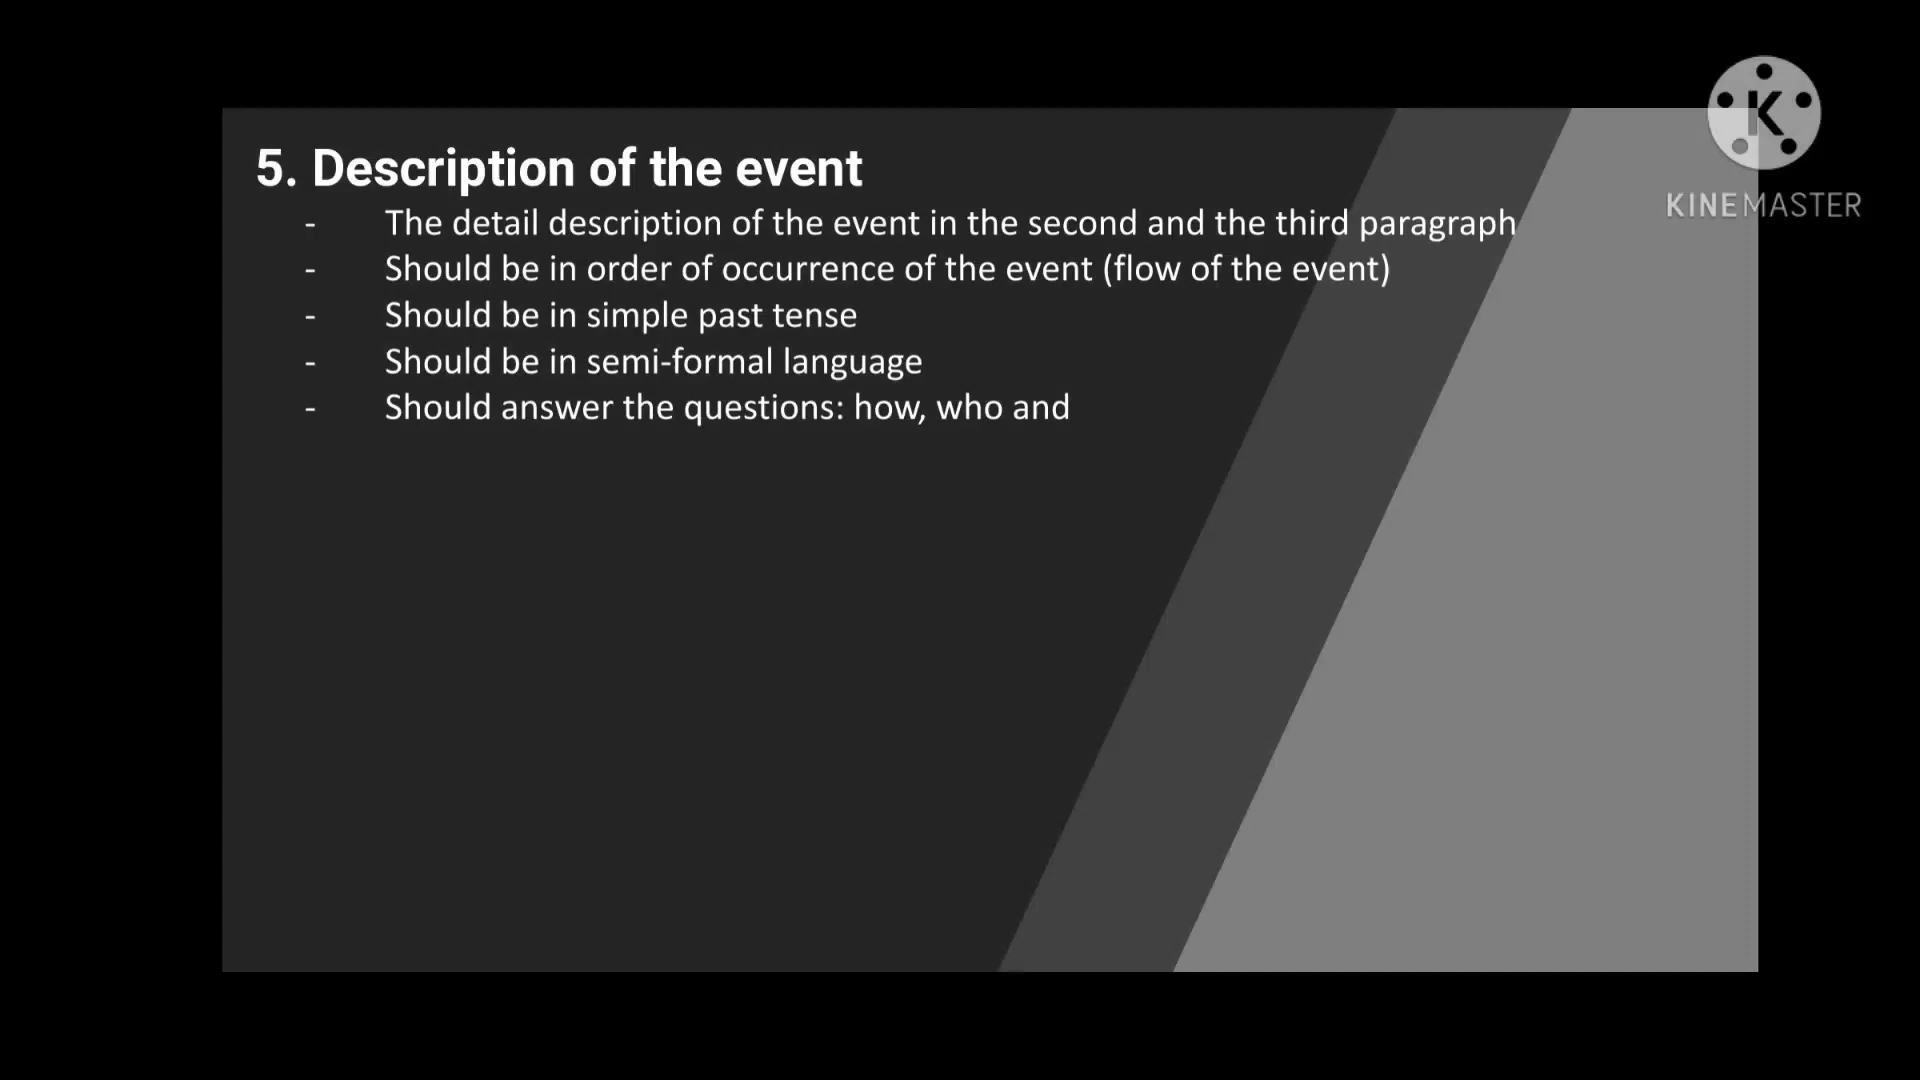 5. Description of the event
- The detail description of the event in the second and the third paragraph
- Should be in order of occurrence of the event (flow of the event)
- Should be in simple past tense
- Should be in semi-formal language
- Should answer the questions: how, who and
K
KINEMASTER